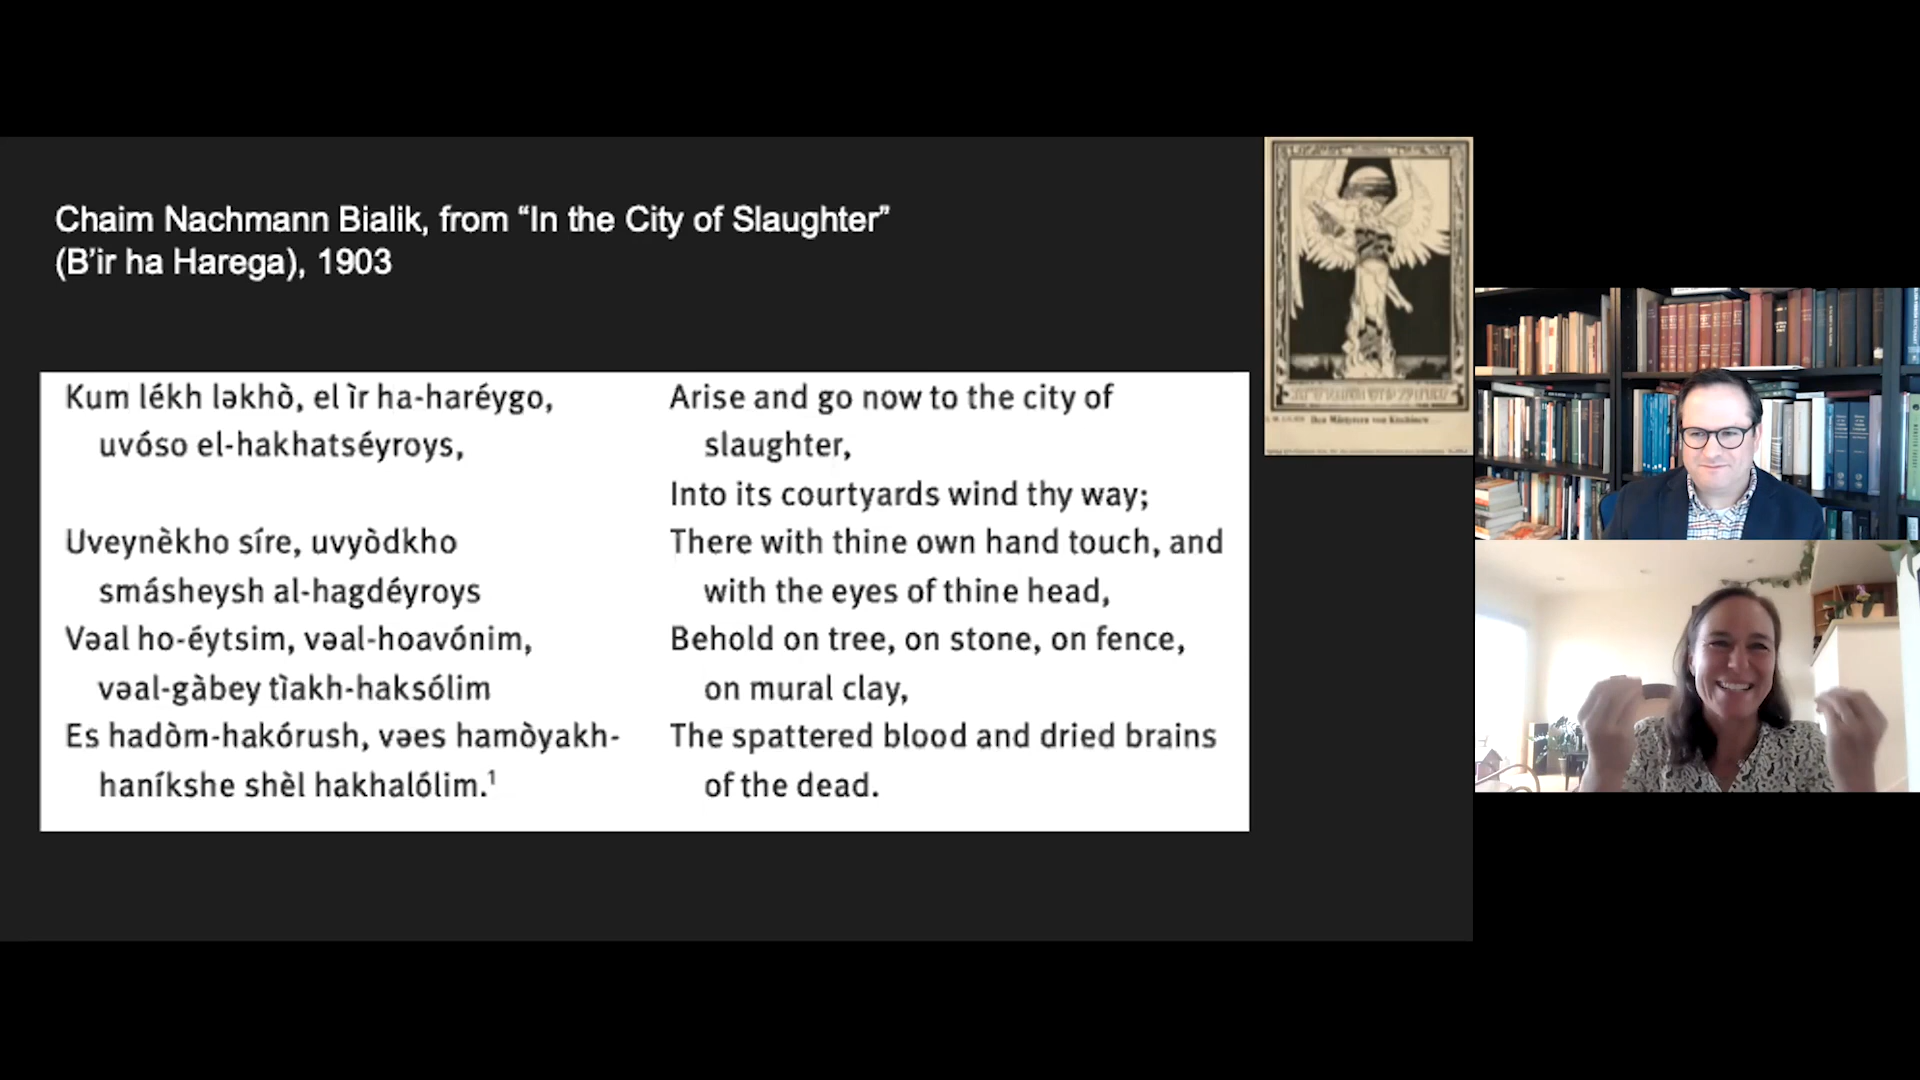 Chaim Nachmann Bialik, from “In the City of Slaughter”
(B’ir ha Harega), 1903
Kum lékh ləkhò, el ìr ha-haréygo,
uvóso el-hakhatséyroys,
Uveynèkho síre, uvyòdkho
smásheysh al-hagdéyroys
Vəal ho-éytsim, vəal-hoavónim,
vəal-gàbey tìakh-haksólim
Es hadòm-hakórush, vəes hamòyakh-
haníkshe shèl hakhalólim.¹
Arise and go now to the city of
slaughter,
Into its courtyards wind thy way;
There with thine own hand touch, and
with the eyes of thine head,
Behold on tree, on stone, on fence,
on mural clay,
The spattered blood and dried brains
of the dead.
Den Märtyrern von Kischinew